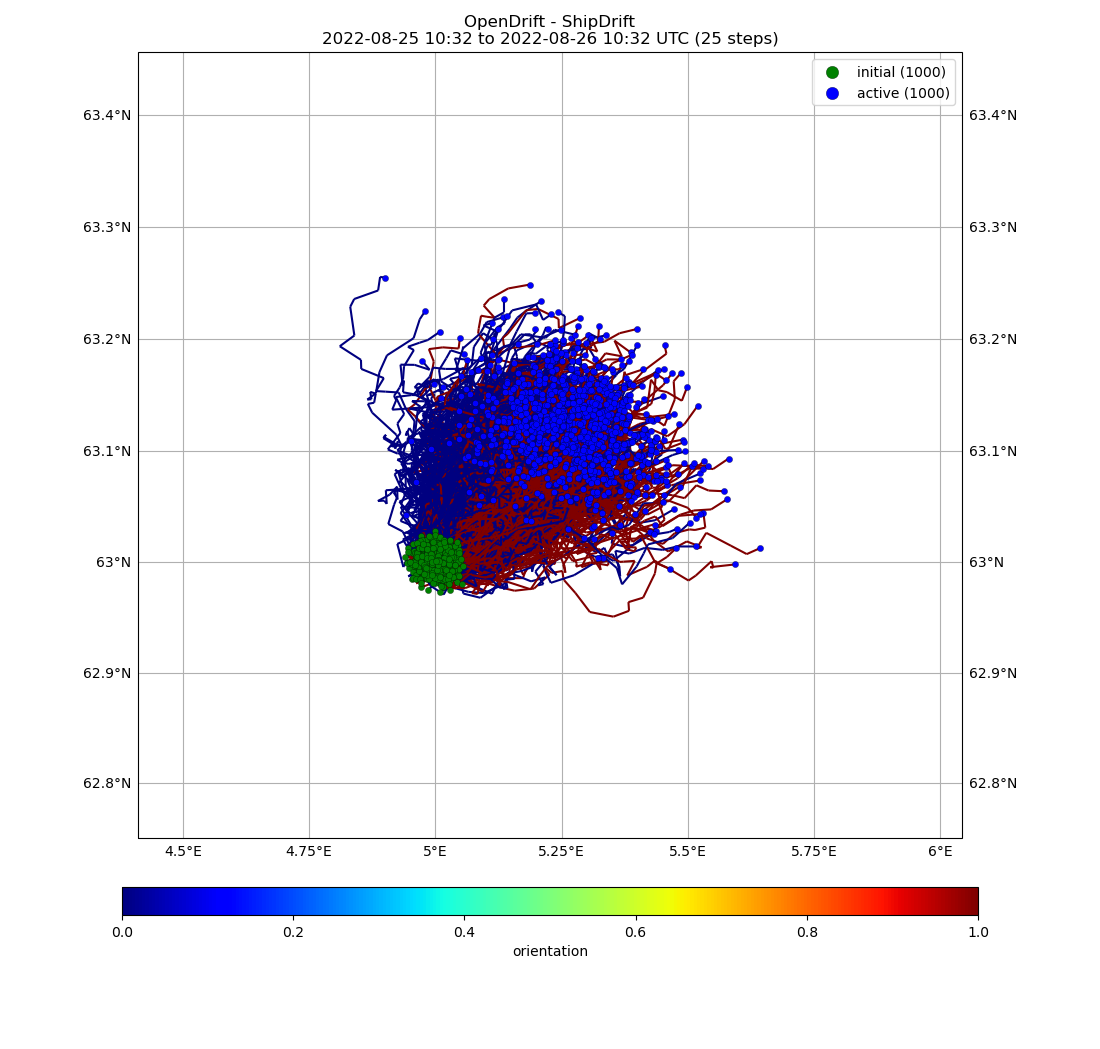 OpenDrift - ShipDrift
2022-08-25 10:32 to 2022-08-26 10:32 UTC (25 steps)
initial (1000)
active (1000)
63.4°N 63.4°N
63.3°N 63.3°N
63.2°N 63.2°N
63.1°N 63.1°N
63°N 63°N
62.9°N 62.9°N
62.8°N 62.8°N
4.5°E 4.75°E 5°E 5.25°E 5.5°E 5.75°E 6°E
0.0 0.2 0.4 0.6 0.8 1.0
orientation